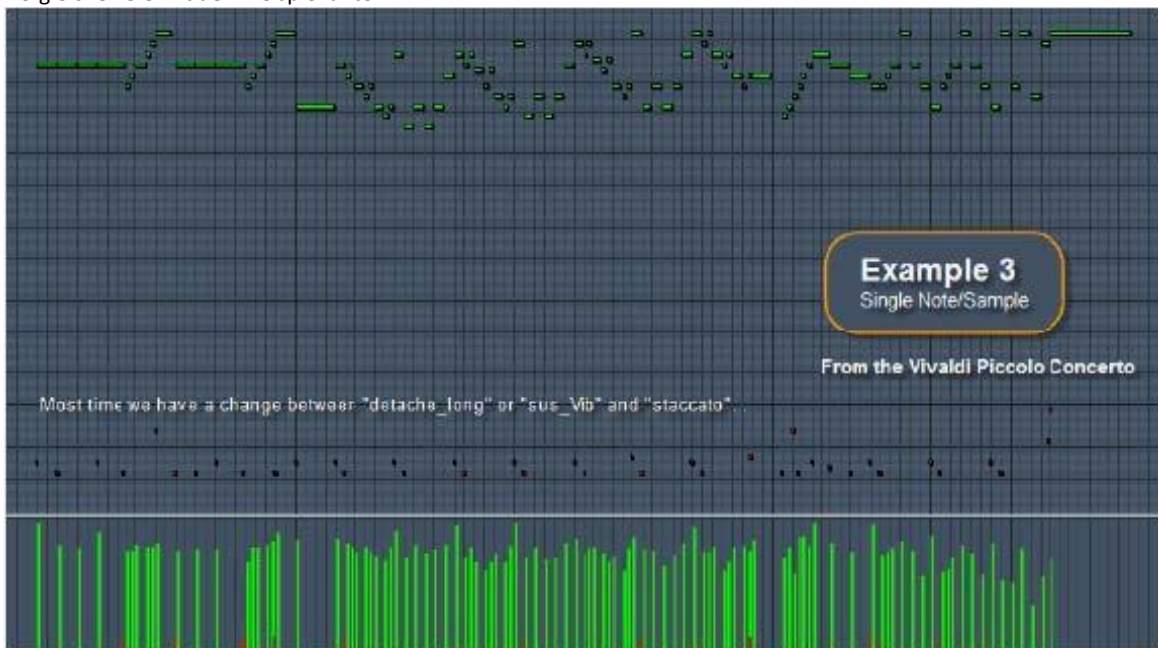 Example 3
Single Note/Sample
From the Vivaldi Piccolo Concerto
Most time we have a change between "detache_long" or "sus_Vib" and "staccato"...